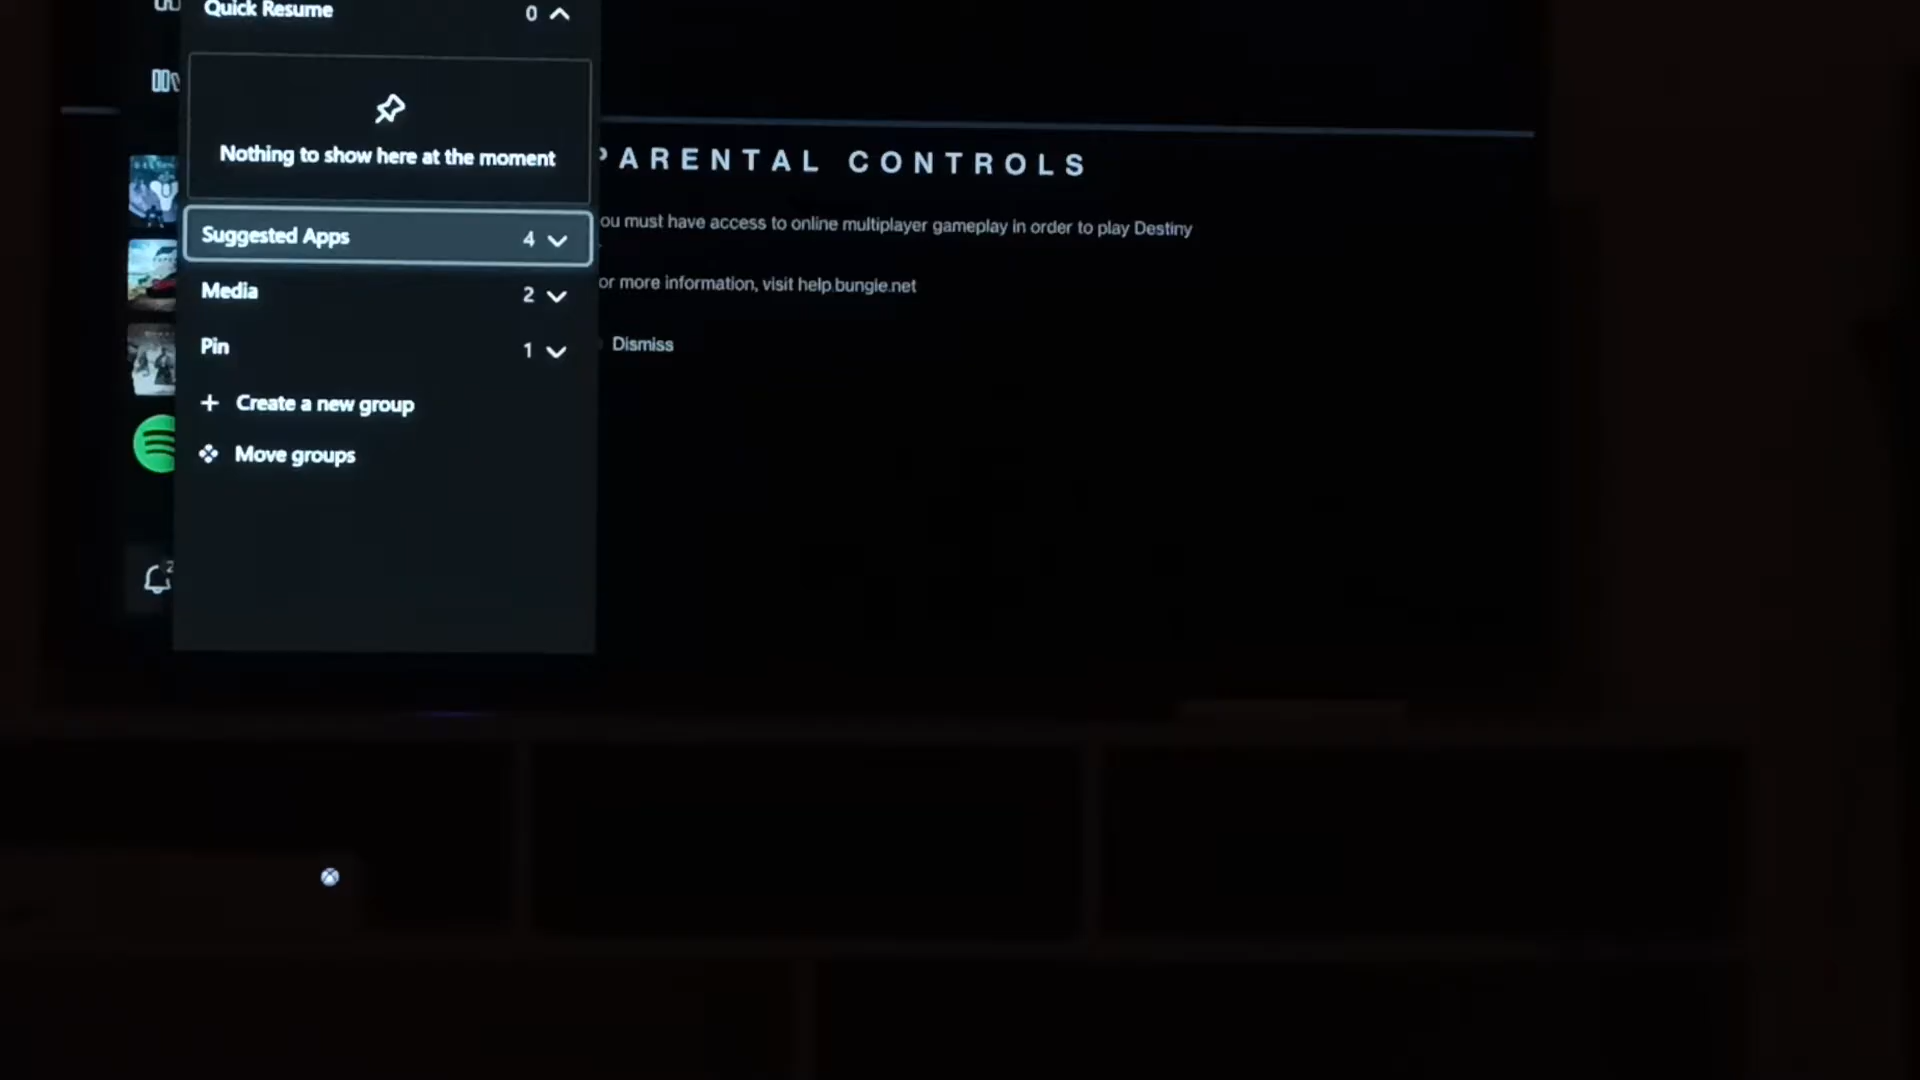 Quick Resume 0
Nothing to show here at the moment
Suggested Apps 4
Media 2
Pin 1
+ Create a new group
Move groups
2
PARENTAL CONTROLS
ou must have access to online multiplayer gameplay in order to play Destiny
or more information, visit help.bungie.net
Dismiss